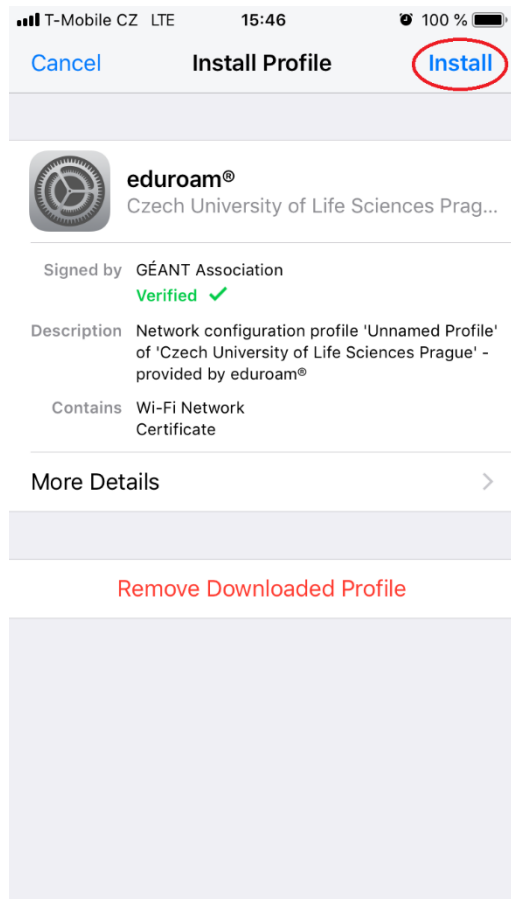 T-Mobile CZ LTE 15:46 100 %
Cancel Install Profile Install
eduroam®
Czech University of Life Sciences Prag...
Signed by GÉANT Association
Verified ✓
Description Network configuration profile 'Unnamed Profile'
of 'Czech University of Life Sciences Prague' -
provided by eduroam®
Contains Wi-Fi Network
Certificate
More Details
Remove Downloaded Profile